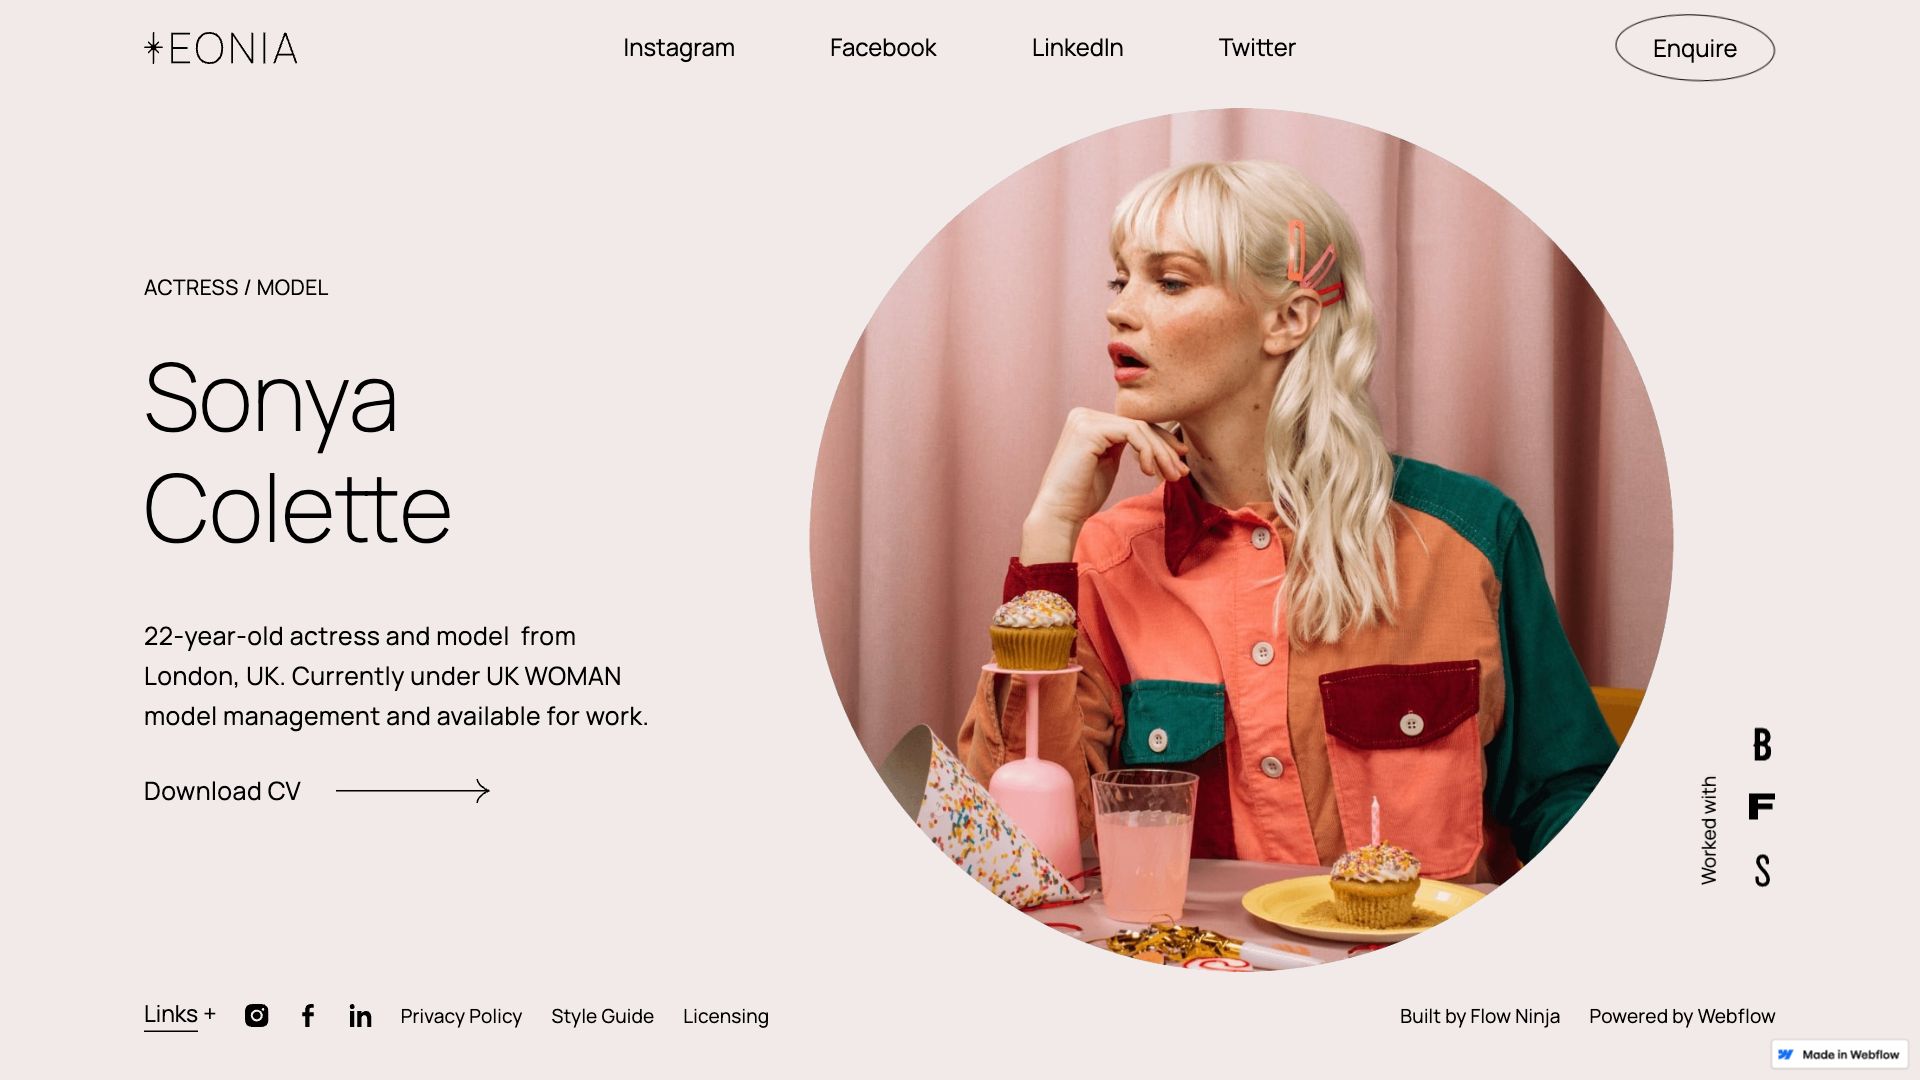 EONIA
Instagram
Facebook
LinkedIn
Twitter
Enquire
ACTRESS / MODEL
Sonya
Colette
22-year-old actress and model  from
London, UK. Currently under UK WOMAN
model management and available for work.
Download CV
Worked with
B
F
S
Links +
Privacy Policy
Style Guide
Licensing
Built by Flow Ninja
Powered by Webflow
Made in Webflow